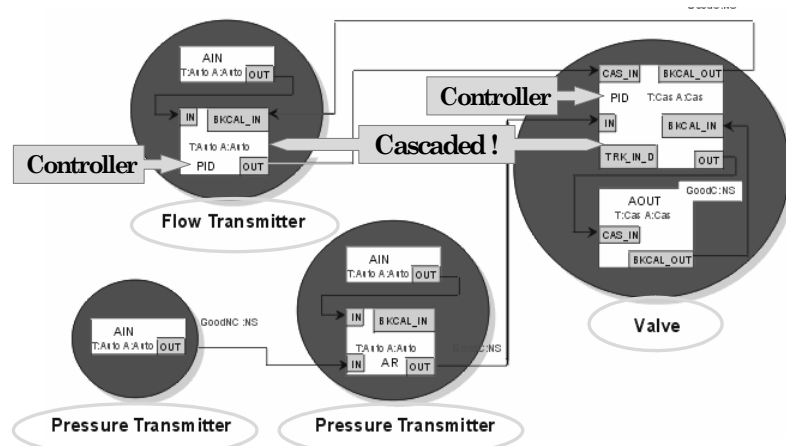 AIN
T:Auto A:Auto
OUT
IN
BKCAL_IN
T:Auto A:Auto
PID
OUT
Controller
Flow Transmitter
Cascaded !
Controller
CAS_IN
BKCAL_OUT
PID
T:Cas A:Cas
IN
BKCAL_IN
TRK_IN_D
OUT
GoodC:NS
AOUT
T:Cas A:Cas
CAS_IN
BKCAL_OUT
Valve
AIN
T:Auto A:Auto
OUT
GoodNC :NS
Pressure Transmitter
AIN
T:Auto A:Auto
OUT
IN
BKCAL_IN
T:Auto A:Auto
IN
AR
OUT
Pressure Transmitter